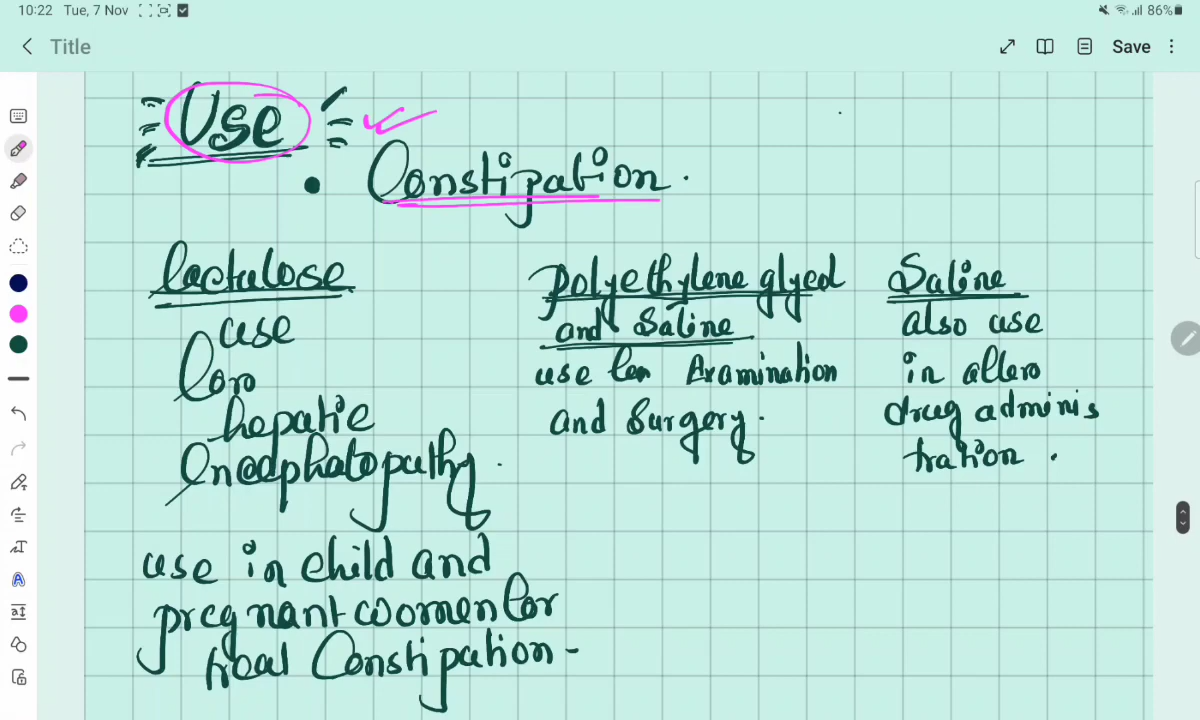 10:22 Tue, 7 Nov 86%
Title Save
Use
Constipation.
lactulose
use
for
hepatic
Encephalopathy.
use in child and
pregnant women for
treat Constipation-
Polyethylene glycol
and Saline
use for Examination
and Surgery.
Saline
also use
in after
drug adminis
tration.